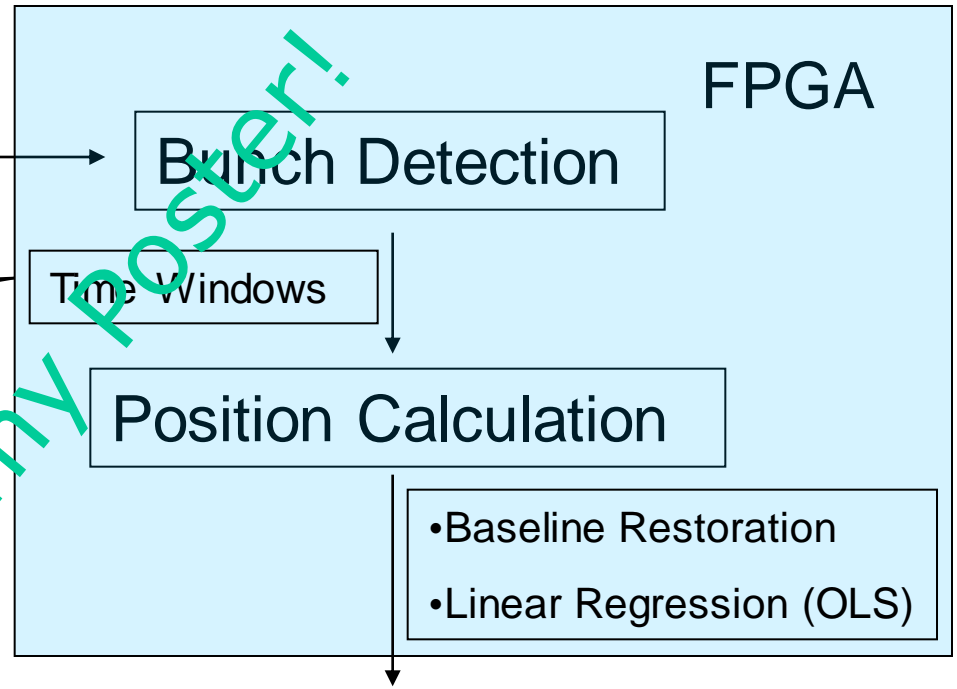 FPGA
Bunch Detection
Time Windows
Position Calculation
•Baseline Restoration
•Linear Regression (OLS)
my Poster!